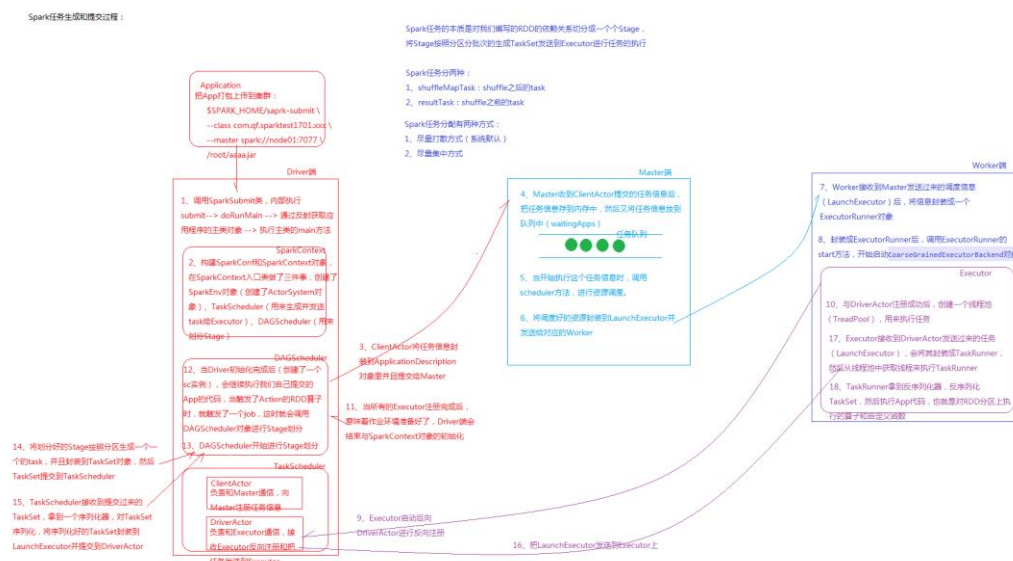 Spark任务生成和提交过程：
Spark任务的本质是对我们编写的RDD的依赖关系切分成一个个Stage，
将Stage按照分区分批次的生成TaskSet发送到Executor进行任务的执行
Spark任务分两种：
1、shuffleMapTask：shuffle之后的task
2、resultTask：shuffle之前的task
Spark任务分配有两种方式：
1、尽量打散方式（系统默认）
2、尽量集中方式
Application
把App打包上传到集群：
$SPARK_HOME/saprk-submit \
--class com.qf.sparktest1701.xxx \
--master spark://node01:7077 \
/root/aaaa.jar
Driver端
1、调用SparkSubmit类，内部执行
submit--> doRunMain --> 通过反射获取应
用程序的主类对象 --> 执行主类的main方法
SparkContext
2、构建SparkConf和SparkContext对象，
在SparkContext入口类做了三件事，创建了
SparkEnv对象（创建了ActorSystem对
象）、TaskScheduler（用来生成并发送
task给Executor）、DAGScheduler（用来
划分Stage）
3、ClientActor将任务信息封
装到ApplicationDescription
对象里并且提交给Master
Master端
4、Master收到ClientActor提交的任务信息后，
把任务信息存到内存中，然后又将任务信息放到
队列中（waitingApps）
任务队列
5、当开始执行这个任务信息时，调用
scheduler方法，进行资源调度。
6、将调度好的资源封装到LaunchExecutor并
发送给对应的Worker
Worker端
7、Worker接收到Master发送过来的调度信息
（LaunchExecutor）后，将信息封装成一个
ExecutorRunner对象
8、封装成ExecutorRunner后，调用ExecutorRunner的
start方法，开始启动CoarseGrainedExecutorBackend对
Executor
10、与DriverActor注册成功后，创建一个线程池
（TreadPool），用来执行任务
17、Executor接收到DriverActor发送过来的任务
（LaunchExecutor），会将其封装成TaskRunner，
然后从线程池中获取线程来执行TaskRunner
18、TaskRunner拿到反序列化器，反序列化
TaskSet，然后执行App代码，也就是对RDD分区上执
行的算子和自定义函数
DAGScheduler
12、当Driver初始化完成后（创建了一个
sc实例），会继续执行我们自己提交的
App的代码，当触发了Action的RDD算子
时，就触发了一个job，这时就会调用
DAGScheduler对象进行Stage划分
13、DAGScheduler开始进行Stage划分
11、当所有的Executor注册完成后，
意味着作业环境准备好了，Driver端会
结束与SparkContext对象的初始化
14、将划分好的Stage按照分区生成一个一
个的task，并且封装到TaskSet对象，然后
TaskSet提交到TaskScheduler
15、TaskScheduler接收到提交过来的
TaskSet，拿到一个序列化器，对TaskSet
序列化，将序列化好的TaskSet封装到
LaunchExecutor并提交到DriverActor
TaskScheduler
ClientActor
负责和Master通信，向
Master注册任务信息
DriverActor
负责和Executor通信，接
收Executor反向注册和把
任务发送到Executor
9、Executor启动后向
DriverActor进行反向注册
16、把LaunchExecutor发送到Executor上